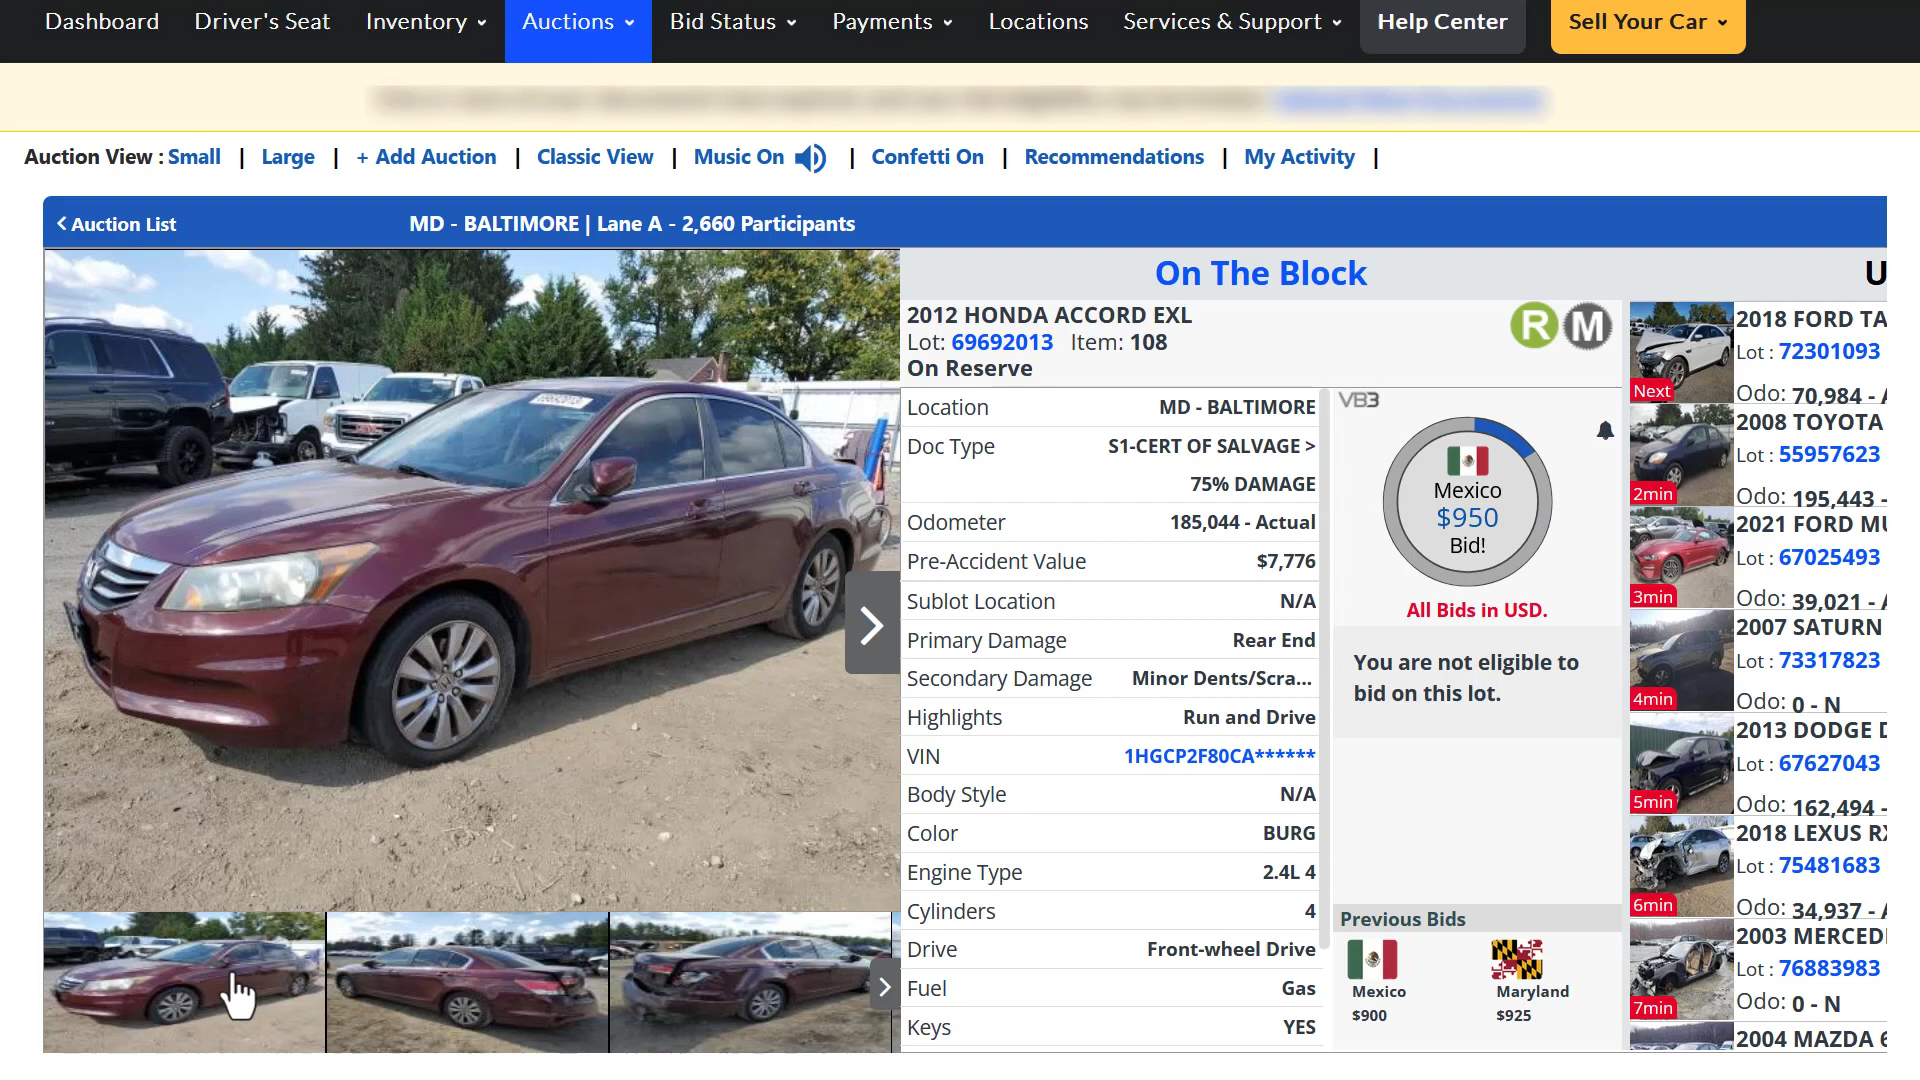 Dashboard Driver's Seat Inventory Auctions Bid Status Payments Locations Services & Support Help Center Sell Your Car
Auction View : Small | Large | + Add Auction | Classic View | Music On | Confetti On | Recommendations | My Activity |
Auction List MD - BALTIMORE | Lane A - 2,660 Participants
On The Block
U
2012 HONDA ACCORD EXL
Lot: 69692013 Item: 108
On Reserve
R M
Location MD - BALTIMORE
Doc Type S1-CERT OF SALVAGE >
75% DAMAGE
Odometer 185,044 - Actual
Pre-Accident Value $7,776
Sublot Location N/A
Primary Damage Rear End
Secondary Damage Minor Dents/Scra...
Highlights Run and Drive
VIN 1HGCP2F80CA******
Body Style N/A
Color BURG
Engine Type 2.4L 4
Cylinders 4
Drive Front-wheel Drive
Fuel Gas
Keys YES
VB3
Mexico
$950
Bid!
All Bids in USD.
You are not eligible to
bid on this lot.
Previous Bids
Mexico Maryland
$900 $925
2018 FORD TA
Lot : 72301093
Next
Odo: 70,984 - A
2008 TOYOTA
Lot : 55957623
2min
Odo: 195,443 -
2021 FORD MU
Lot : 67025493
3min
Odo: 39,021 - A
2007 SATURN
Lot : 73317823
4min
Odo: 0 - N
2013 DODGE D
Lot : 67627043
5min
Odo: 162,494 -
2018 LEXUS RX
Lot : 75481683
6min
Odo: 34,937 - A
2003 MERCEDE
Lot : 76883983
7min
Odo: 0 - N
2004 MAZDA 6